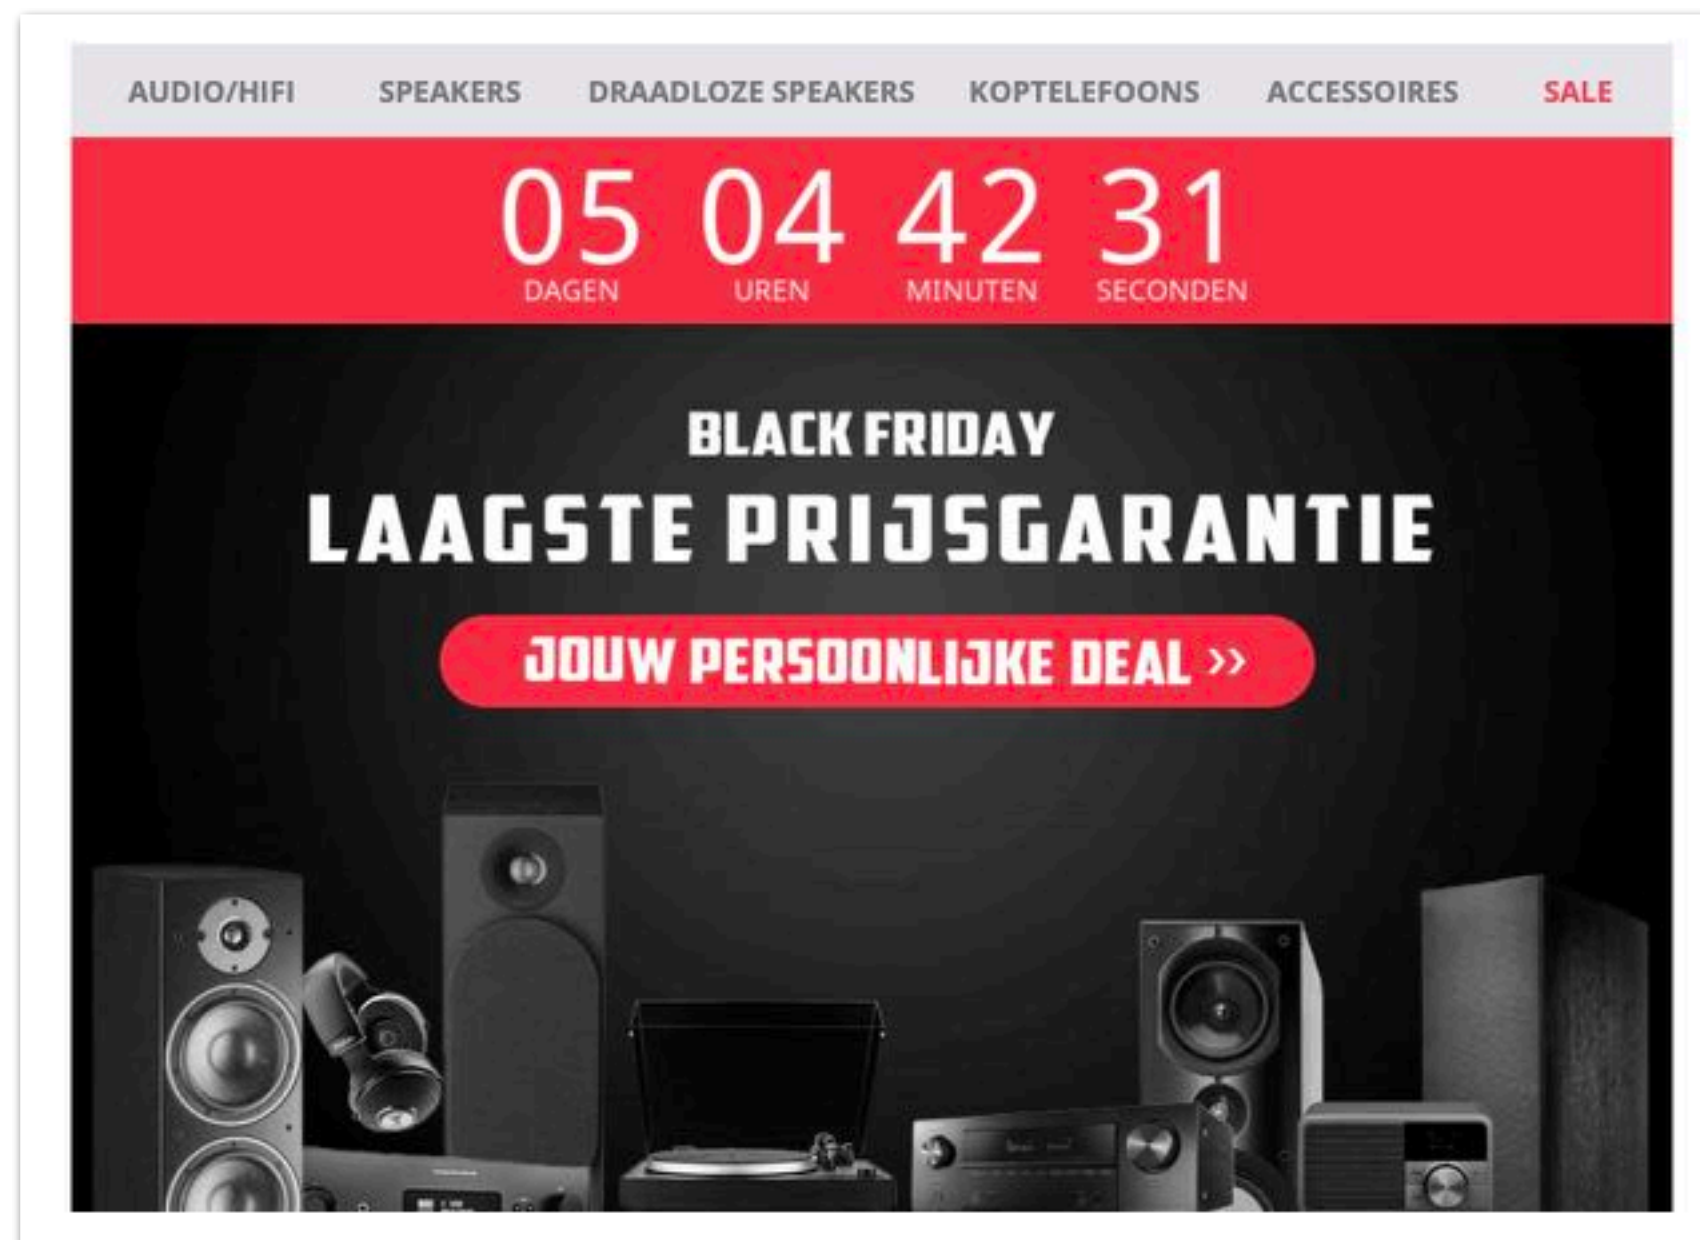 AUDIO/HIFI SPEAKERS DRAADLOZE SPEAKERS KOPTELEFOONS ACCESSOIRES SALE
05 04 42 31
DAGEN UREN MINUTEN SECONDEN
BLACK FRIDAY
LAAGSTE PRIJSGARANTIE
JOUW PERSOONLIJKE DEAL >>